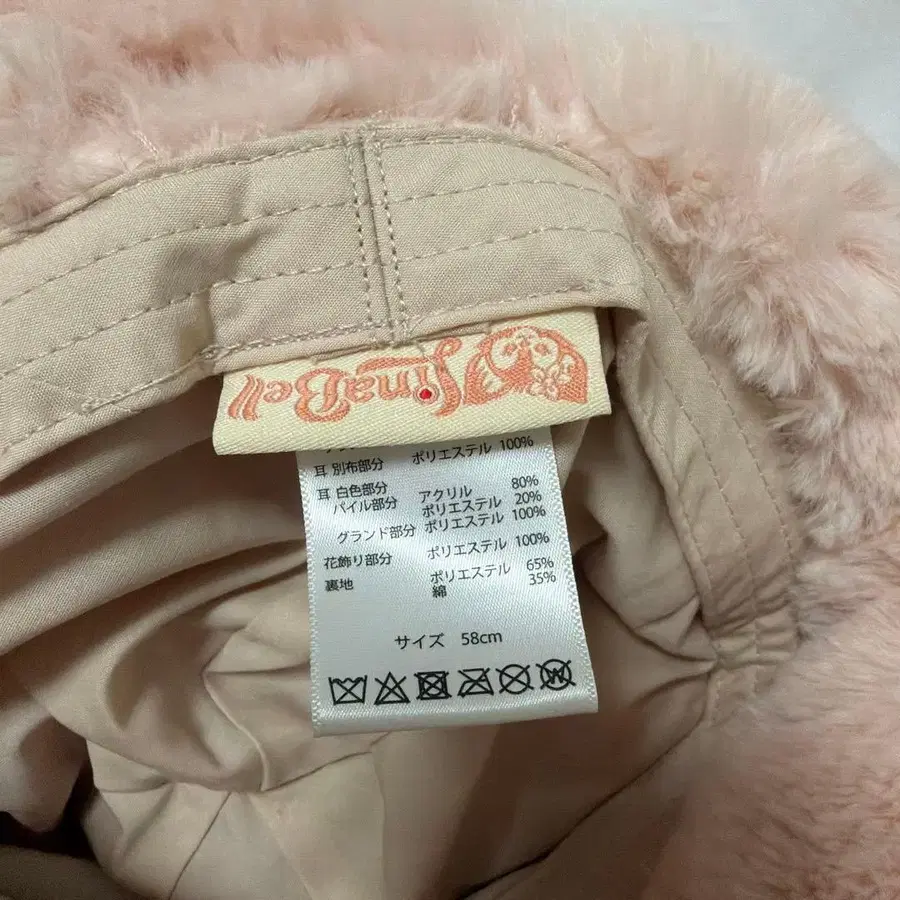 LinaBell
耳 別布部分 ポリエステル 100%
耳 白色部分
パイル部分 アクリル 80%
ポリエステル 20%
グランド部分 ポリエステル 100%
花飾り部分 ポリエステル 100%
裏地 ポリエステル 65%
綿 35%
サイズ 58cm
W